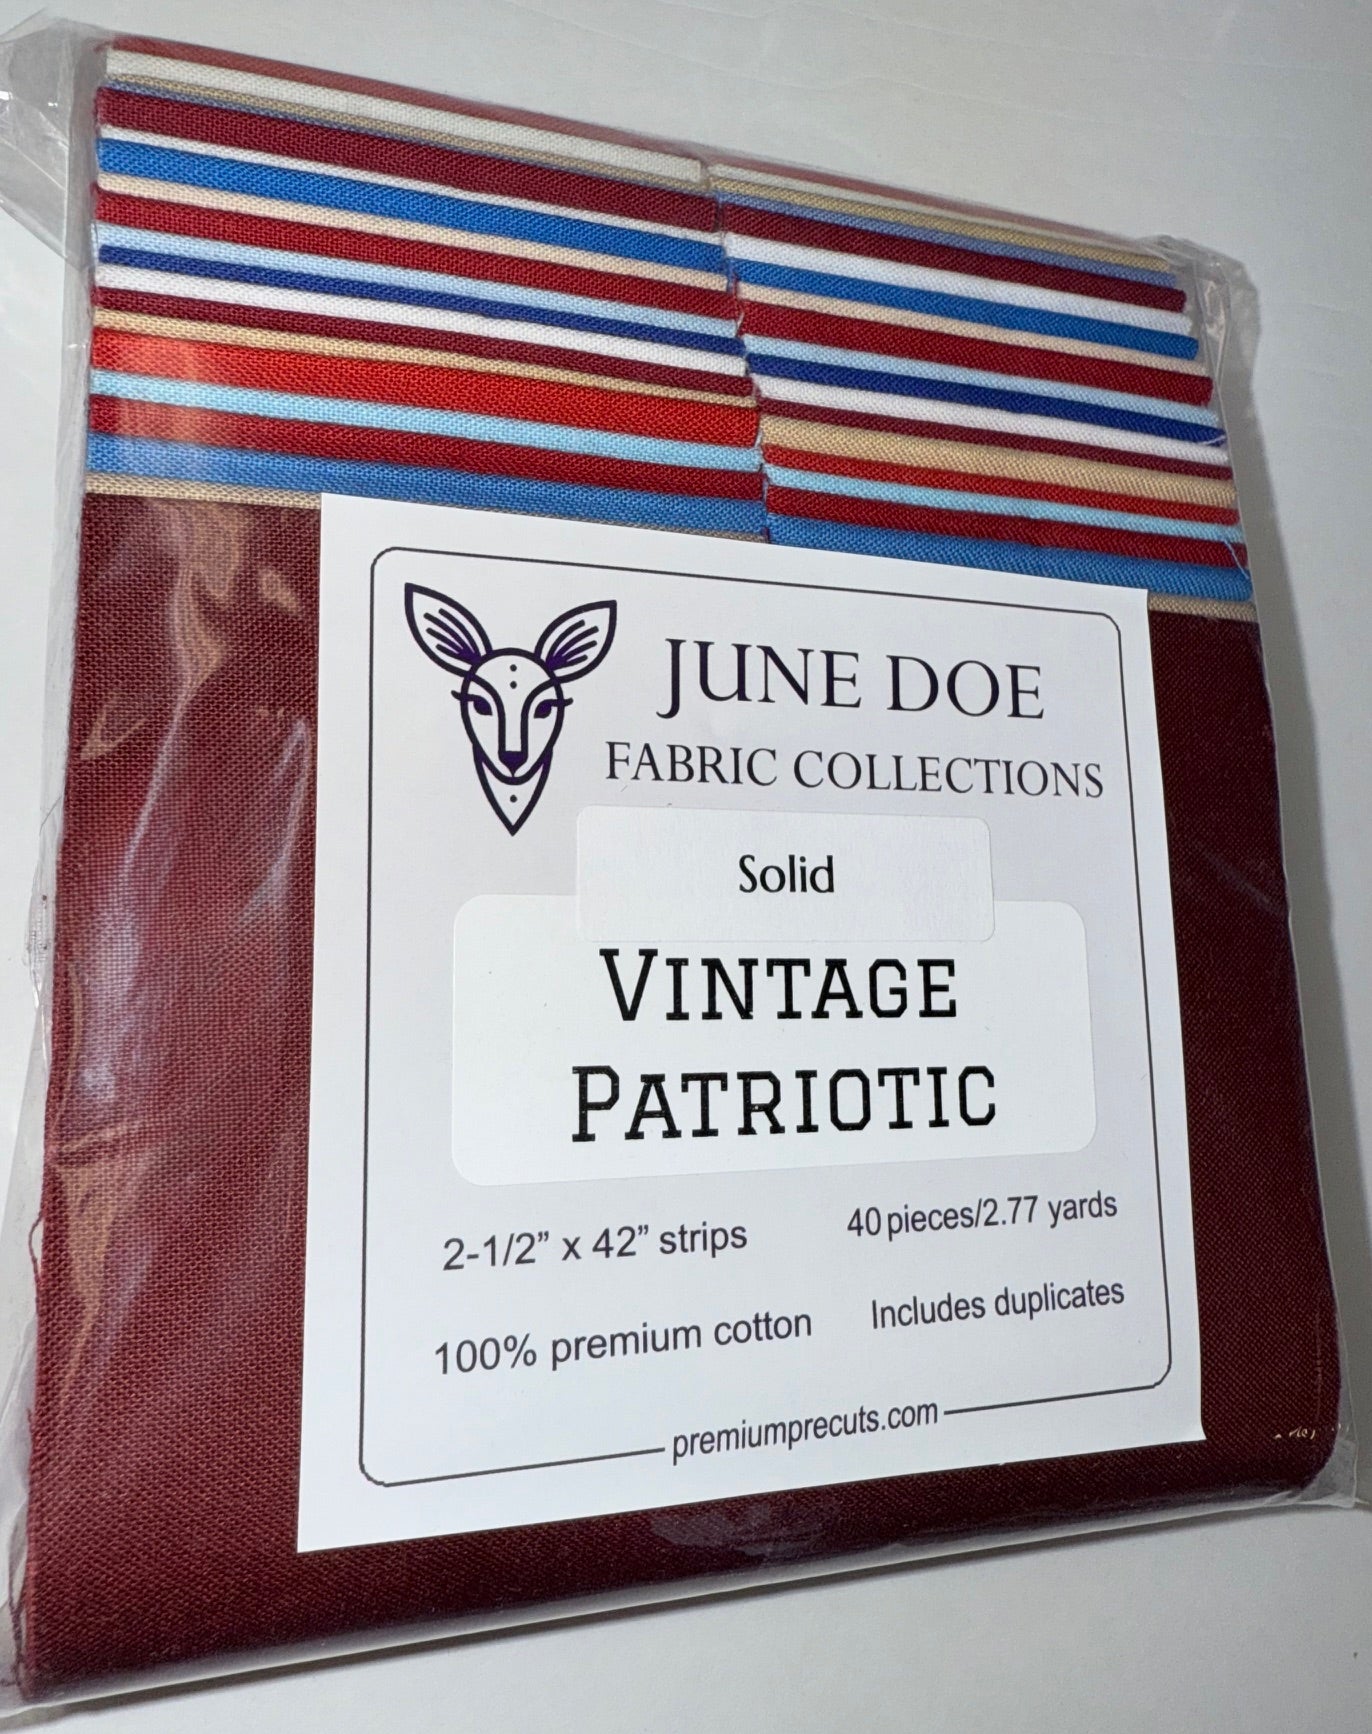 JUNE DOE
FABRIC COLLECTIONS
Solid
VINTAGE
PATRIOTIC
2-1/2” x 42” strips
40 pieces/2.77 yards
100% premium cotton
Includes duplicates
premiumprecuts.com